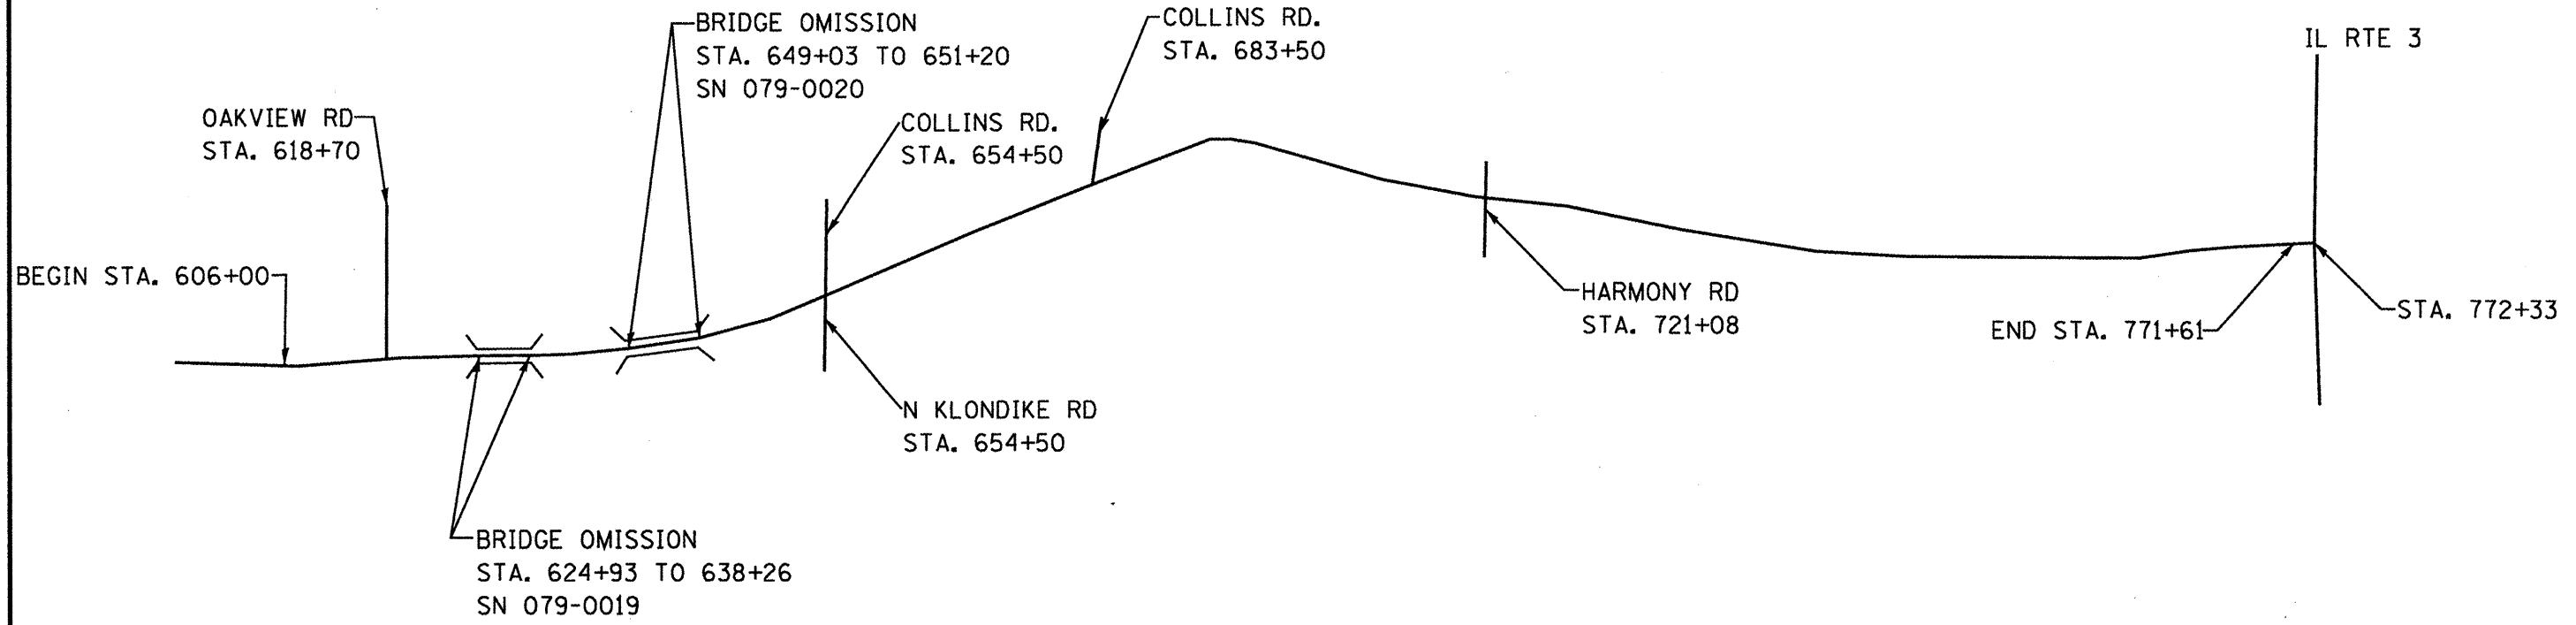 BRIDGE OMISSION
STA. 649+03 TO 651+20
SN 079-0020
COLLINS RD.
STA. 683+50
IL RTE 3
OAKVIEW RD
STA. 618+70
COLLINS RD.
STA. 654+50
BEGIN STA. 606+00
HARMONY RD
STA. 721+08
END STA. 771+61
STA. 772+33
N KLONDIKE RD
STA. 654+50
BRIDGE OMISSION
STA. 624+93 TO 638+26
SN 079-0019